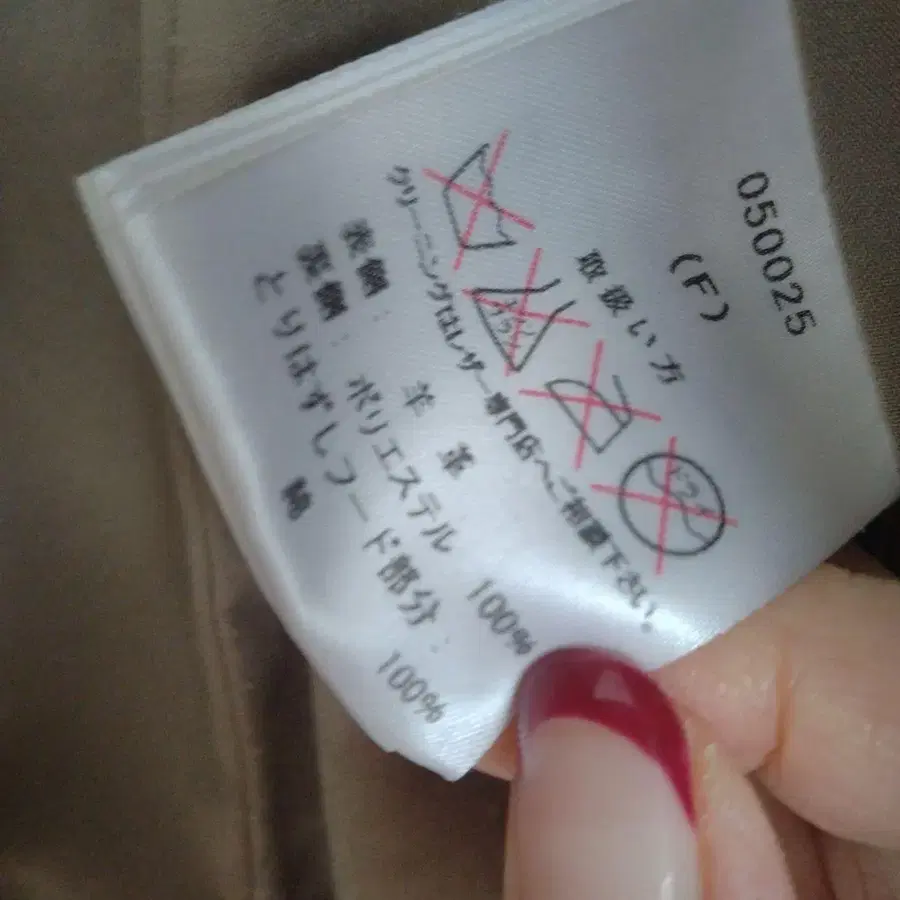 050025
(F)
取扱い方
クリーニングはレザー専門店へご相談下さい。
表側: 羊 革
裏側: ポリエステル 100%
とりはずしフード部分:
綿 100%